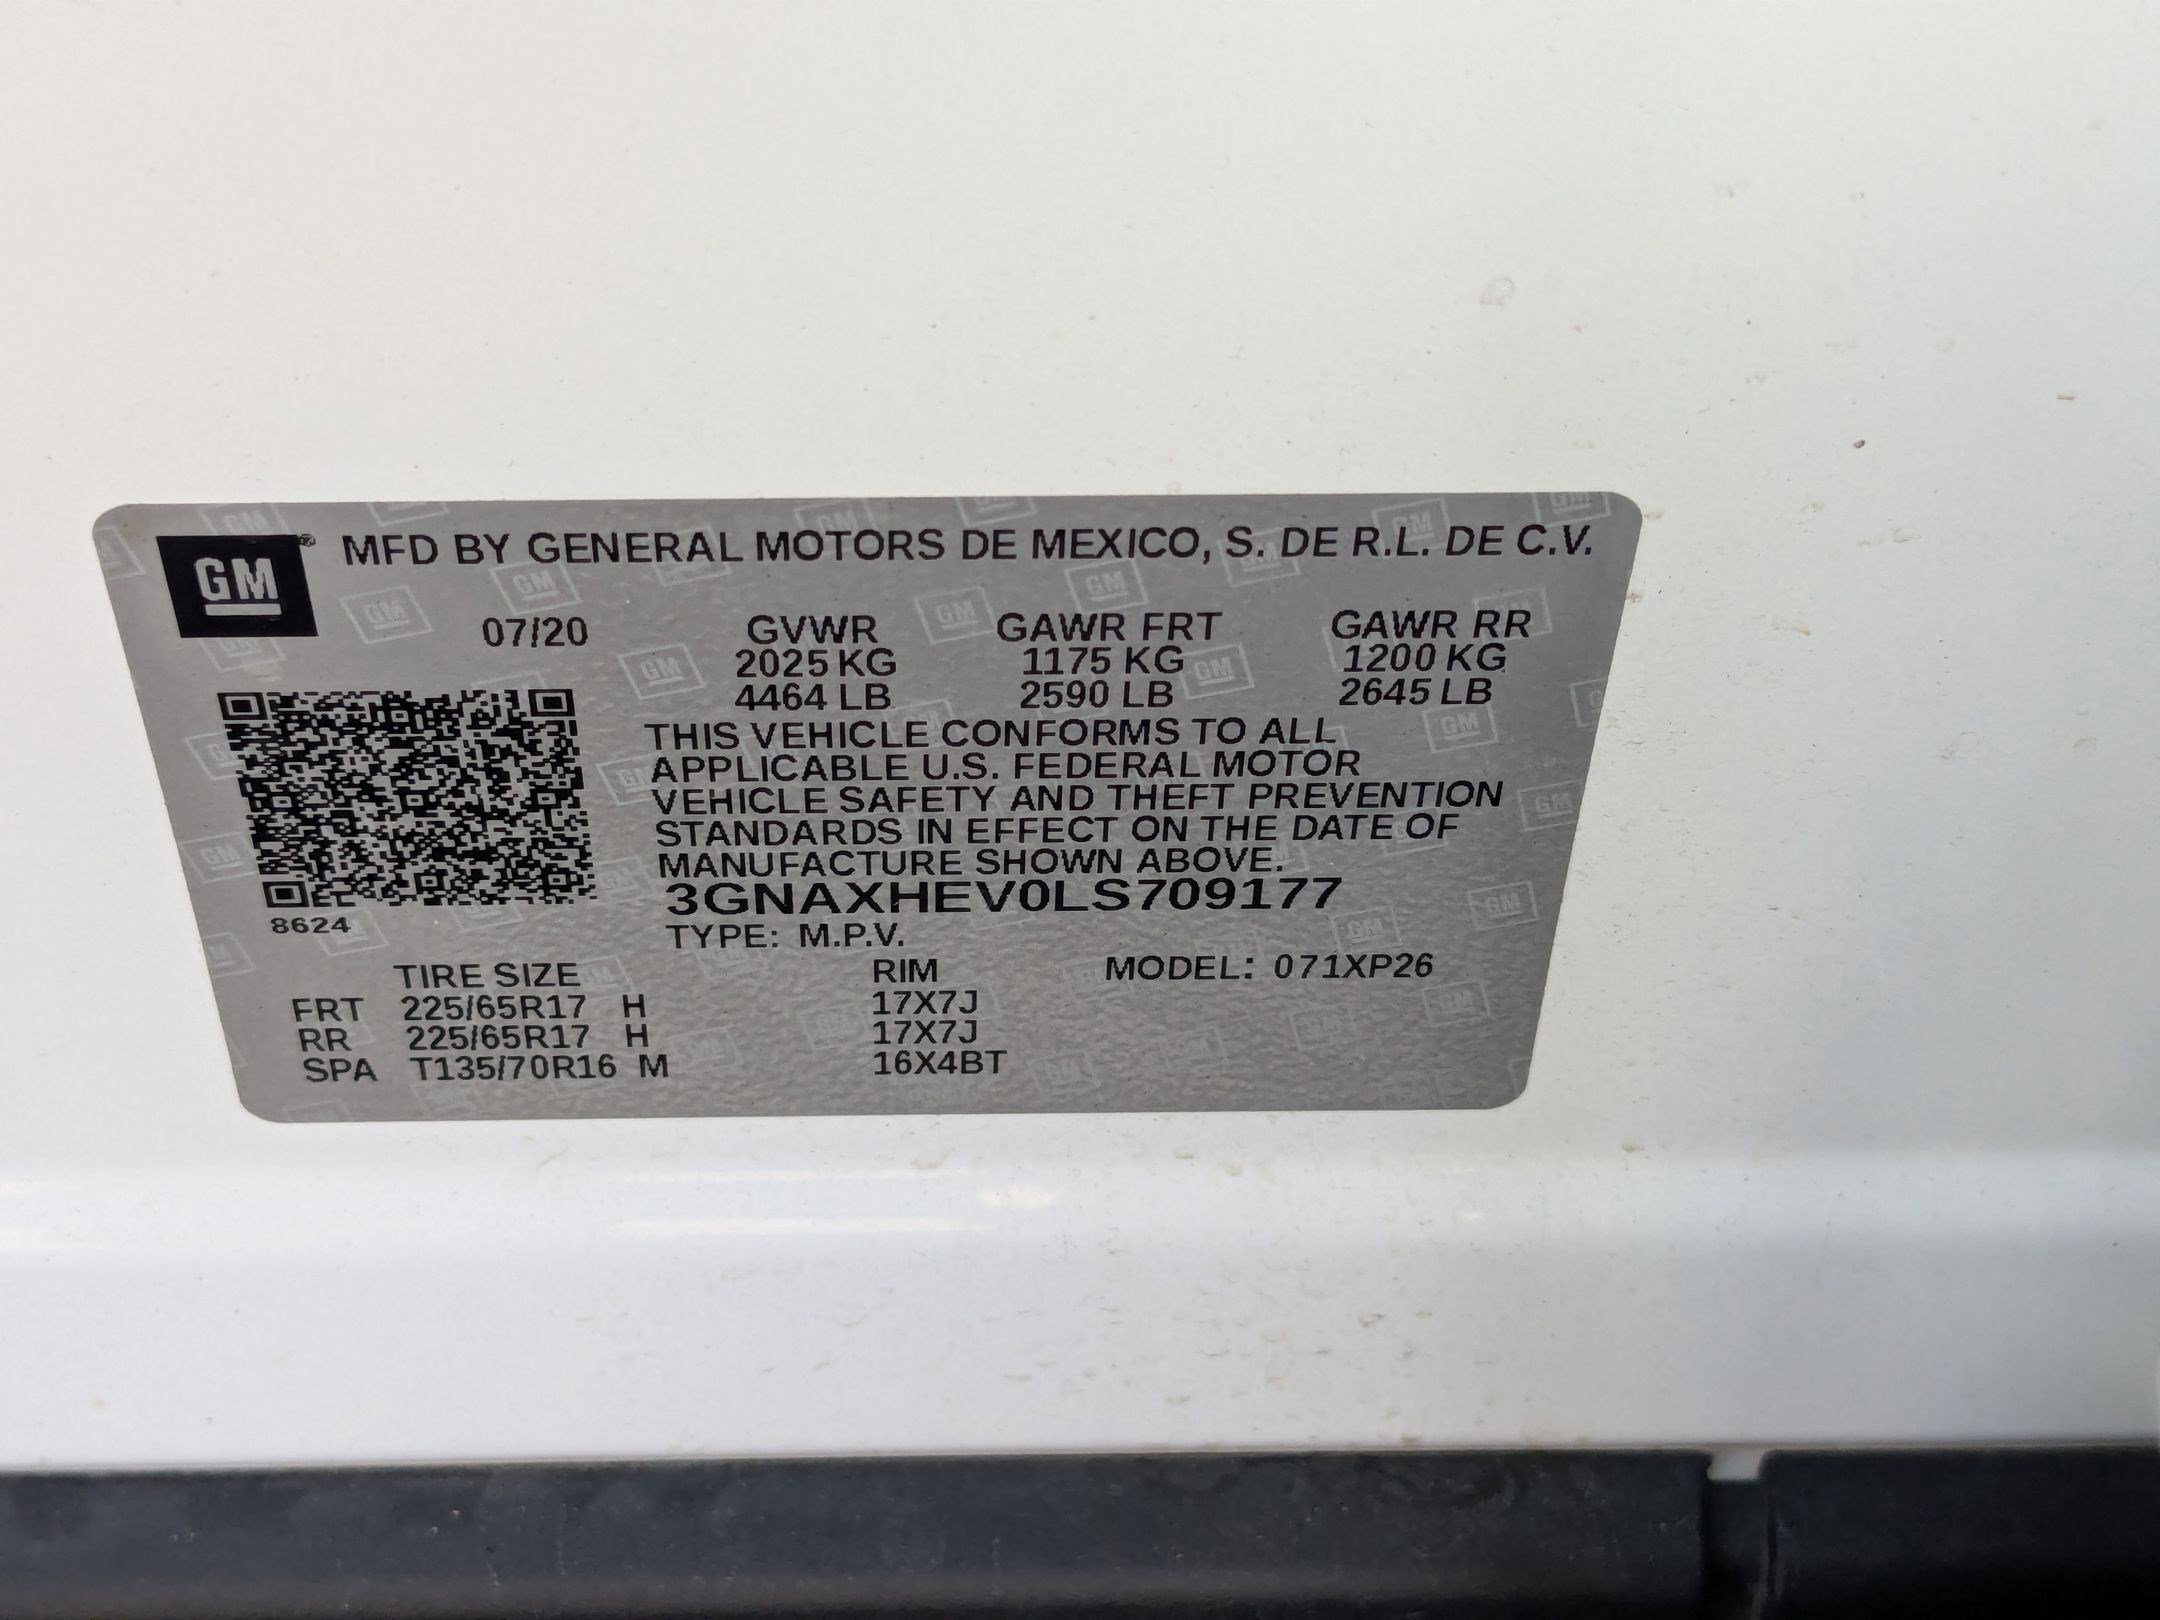 GM® MFD BY GENERAL MOTORS DE MEXICO, S. DE R.L. DE C.V.
07/20 GVWR GAWR FRT GAWR RR
2025 KG 1175 KG 1200 KG
4464 LB 2590 LB 2645 LB
THIS VEHICLE CONFORMS TO ALL
APPLICABLE U.S. FEDERAL MOTOR
VEHICLE SAFETY AND THEFT PREVENTION
STANDARDS IN EFFECT ON THE DATE OF
MANUFACTURE SHOWN ABOVE.
3GNAXHEV0LS709177
8624
TYPE: M.P.V.
TIRE SIZE RIM MODEL: 071XP26
FRT 225/65R17 H 17X7J
RR 225/65R17 H 17X7J
SPA T135/70R16 M 16X4BT